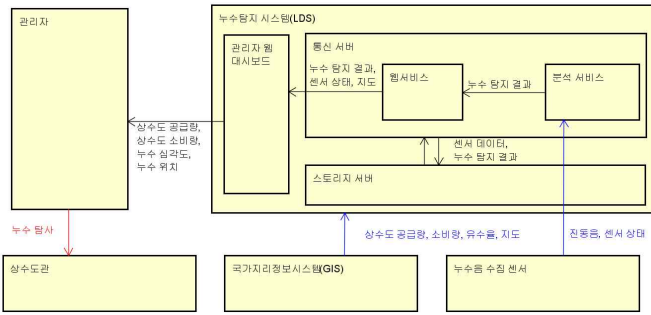 관리자
누수탐지 시스템(LDS)
관리자 웹
대시보드
통신 서버
누수 탐지 결과,
센서 상태, 지도
웹서비스
누수 탐지 결과
분석 서비스
상수도 공급량,
상수도 소비량,
누수 심각도,
누수 위치
센서 데이터,
누수 탐지 결과
스토리지 서버
누수 탐사
상수도 공급량, 소비량, 유수율, 지도
진동음, 센서 상태
상수도관
국가지리정보시스템(GIS)
누수음 수집 센서